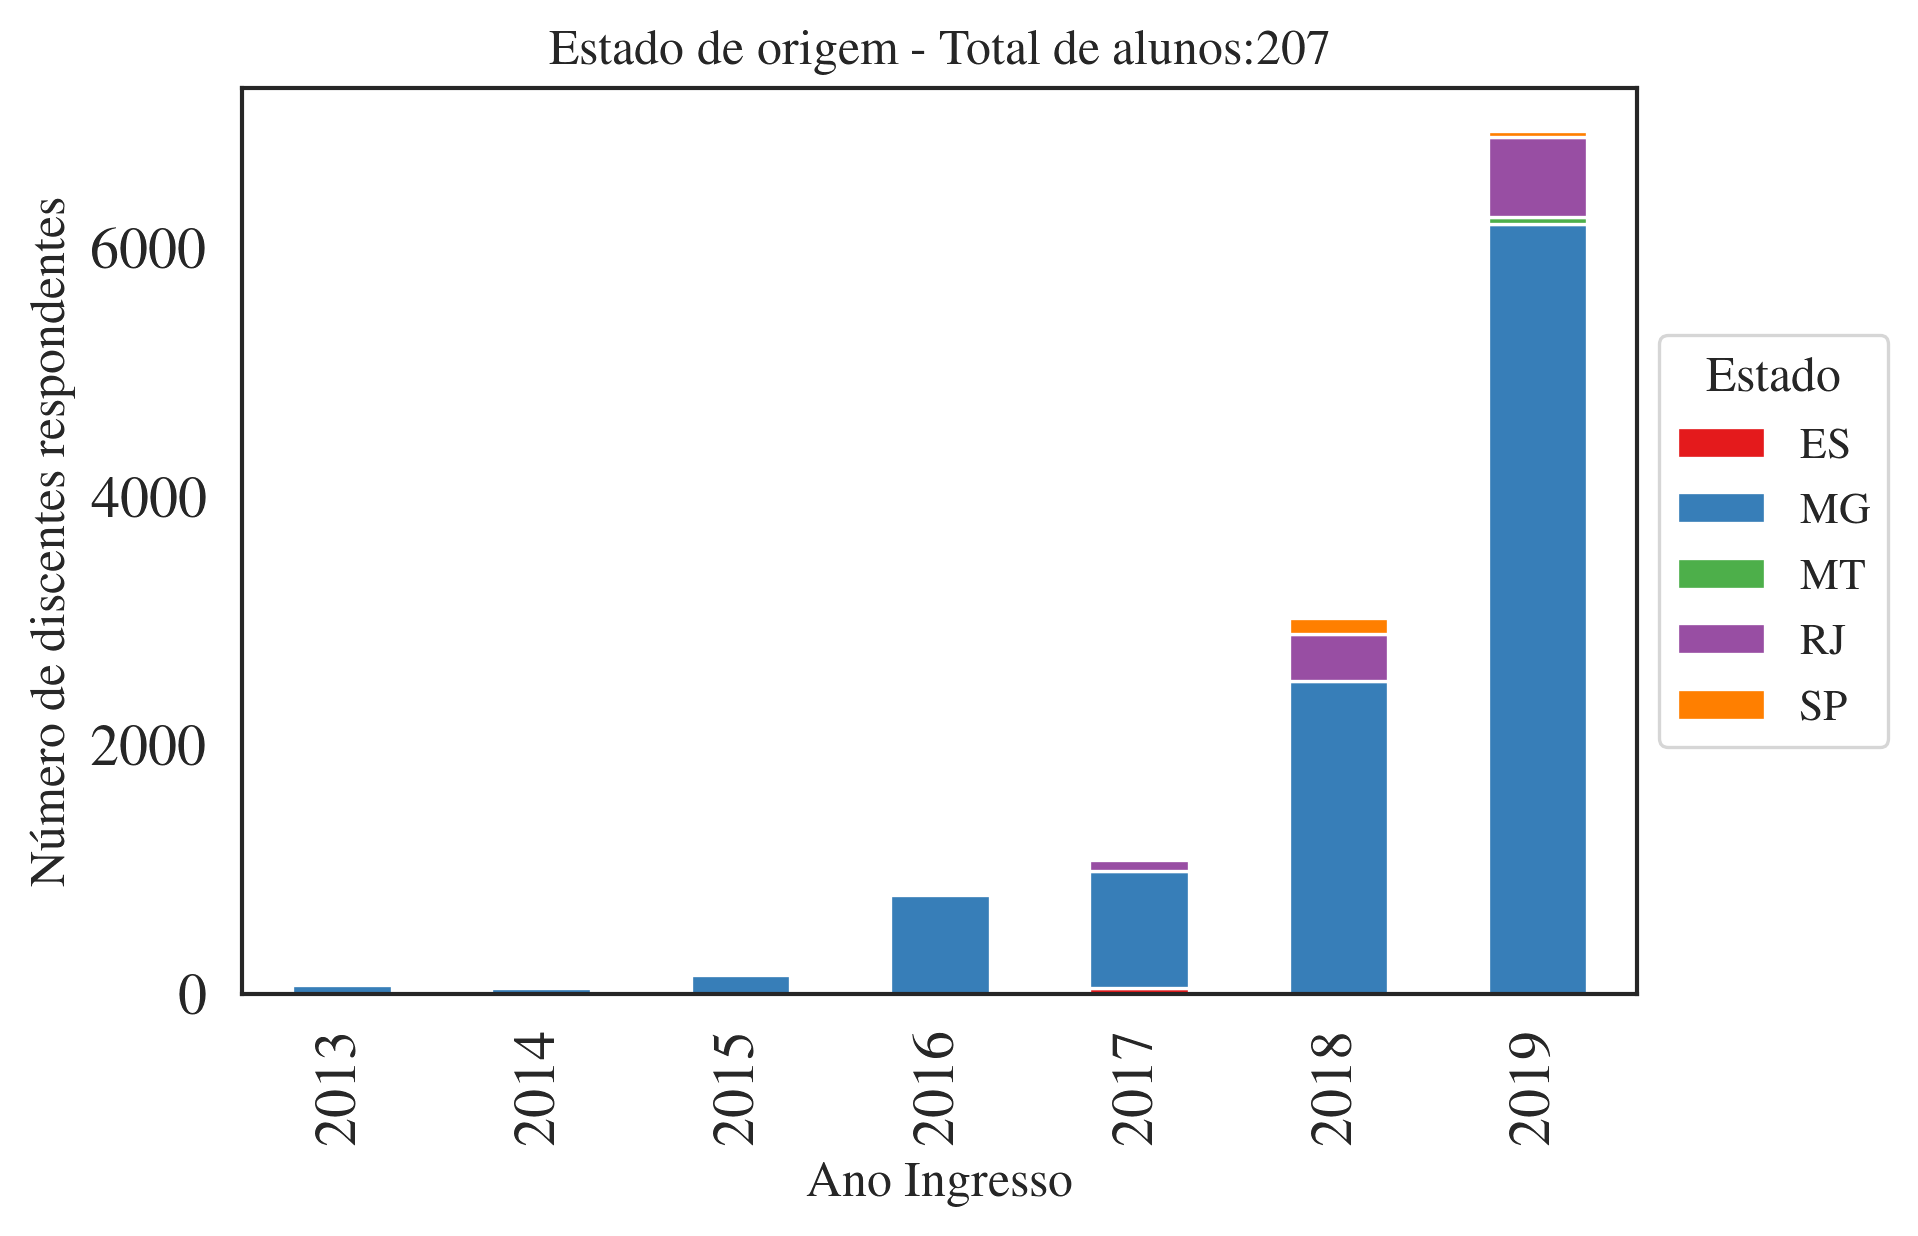 Estado de origem - Total de alunos:207
Número de discentes respondentes
6000
4000
2000
0
2013
2014
2015
2016
2017
2018
2019
Ano Ingresso
Estado
ES
MG
MT
RJ
SP